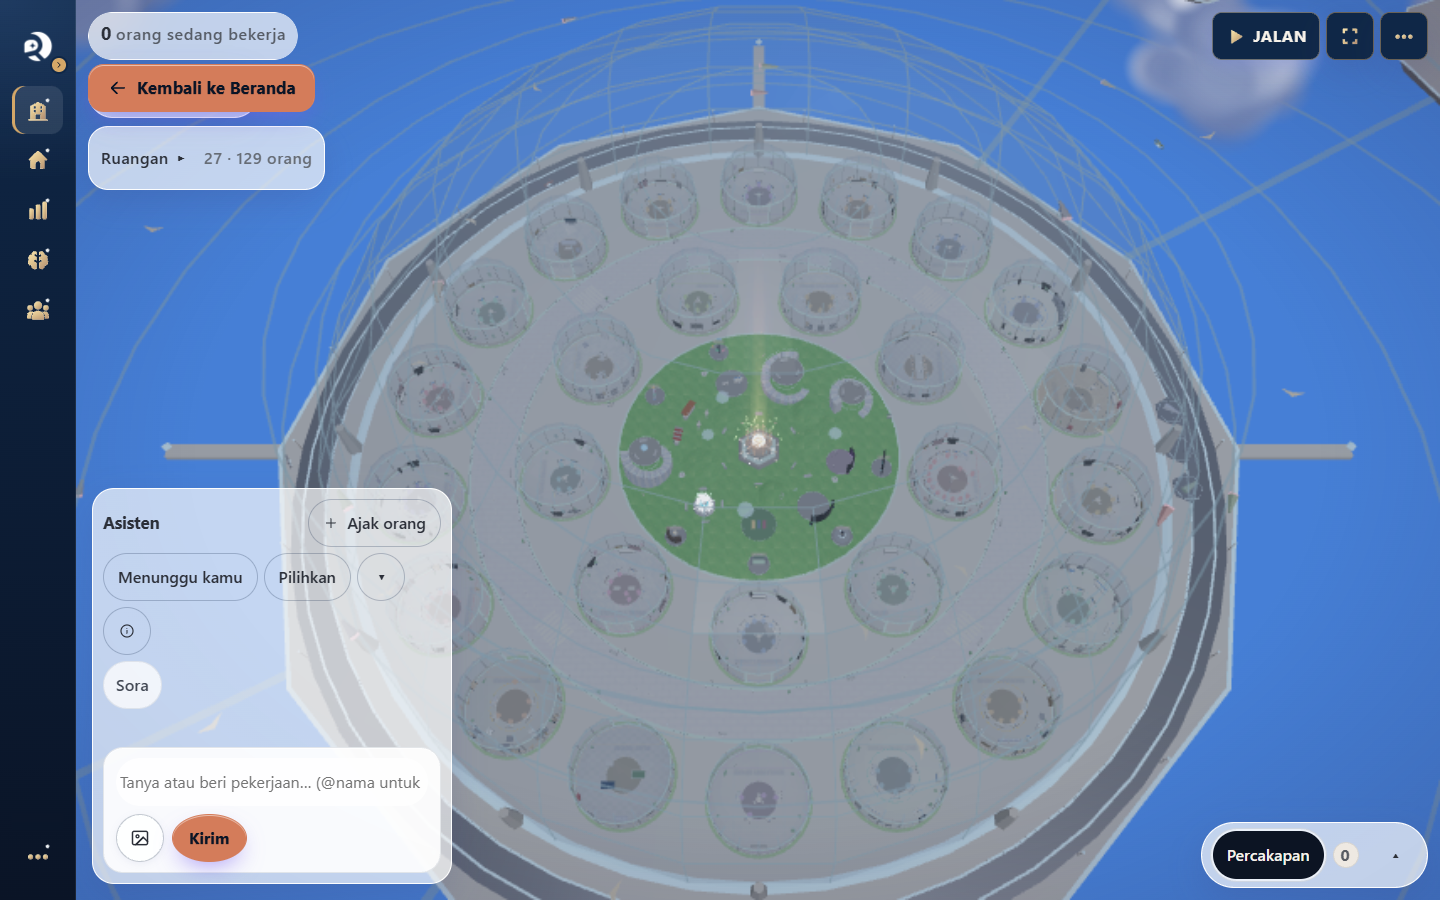 0 orang sedang bekerja
JALAN
Kembali ke Beranda
Ruangan 27 · 129 orang
Asisten
Ajak orang
Menunggu kamu
Pilihkan
Sora
Tanya atau beri pekerjaan... (@nama untuk
Kirim
Percakapan 0